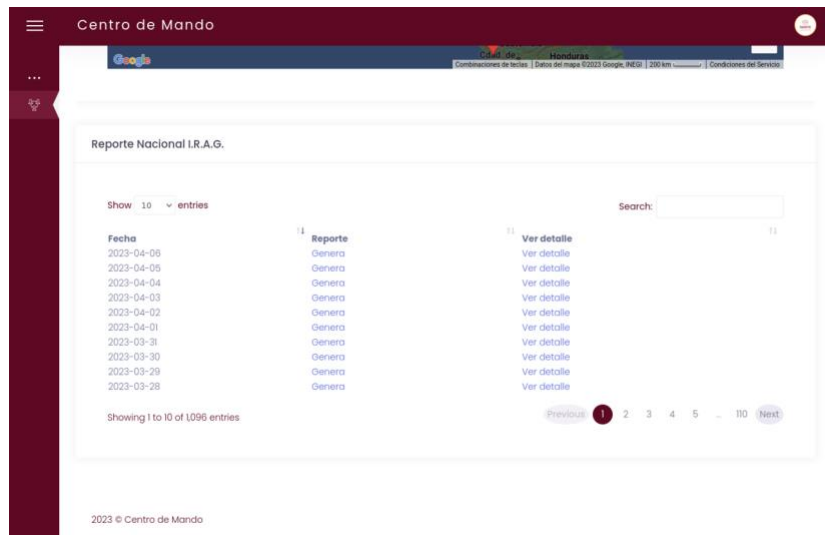 Centro de Mando
Google
Cdad. de
Honduras
Combinaciones de teclas Datos del mapa ©2023 Google, INEGI 200 km Condiciones del Servicio
...
Reporte Nacional I.R.A.G.
Show 10 entries Search:
Fecha Reporte Ver detalle
2023-04-06 Genera Ver detalle
2023-04-05 Genera Ver detalle
2023-04-04 Genera Ver detalle
2023-04-03 Genera Ver detalle
2023-04-02 Genera Ver detalle
2023-04-01 Genera Ver detalle
2023-03-31 Genera Ver detalle
2023-03-30 Genera Ver detalle
2023-03-29 Genera Ver detalle
2023-03-28 Genera Ver detalle
Showing 1 to 10 of 1,096 entries Previous 1 2 3 4 5 ... 110 Next
2023 © Centro de Mando